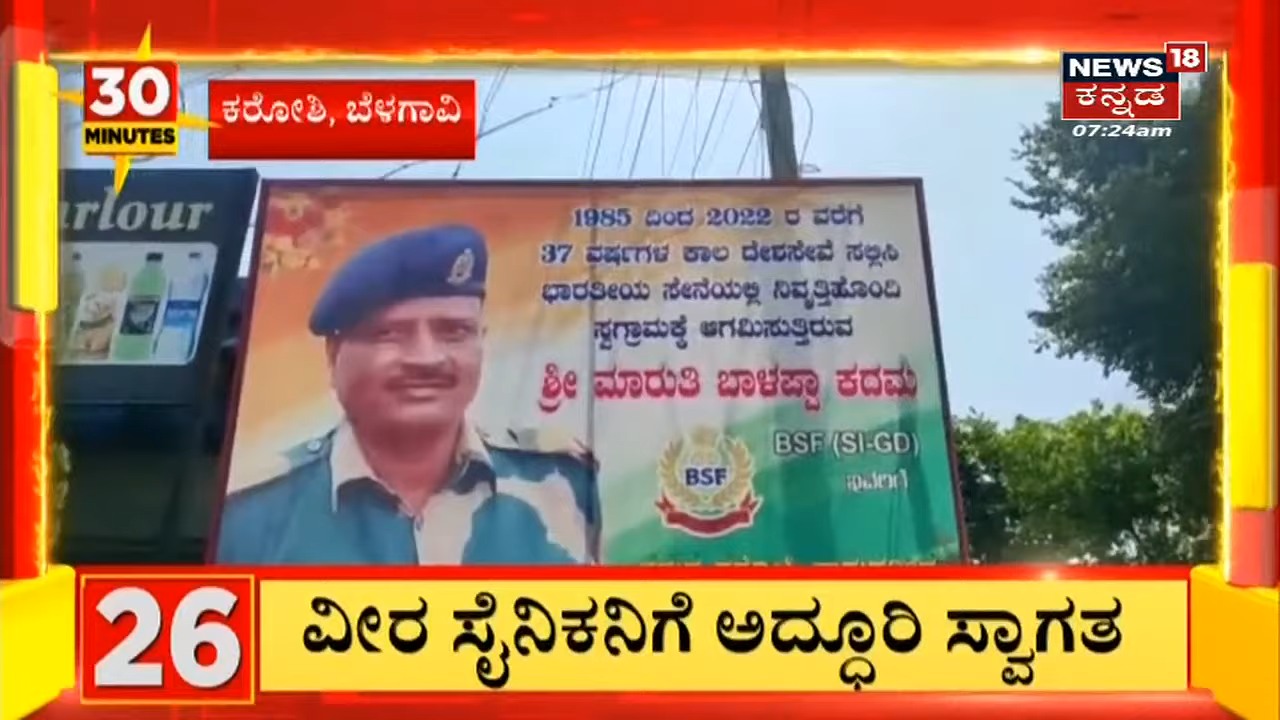 30
MINUTES
ಕರೋಶಿ, ಬೆಳಗಾವಿ
NEWS 18
ಕನ್ನಡ
07:24am
arlour
1985 ದಿಂದ 2022 ರ ವರೆಗೆ
37 ವರ್ಷಗಳ ಕಾಲ ದೇಶಸೇವೆ ಸಲ್ಲಿಸಿ
ಭಾರತೀಯ ಸೇನೆಯಲ್ಲಿ ನಿವೃತ್ತಿಹೊಂದಿ
ಸ್ವಗ್ರಾಮಕ್ಕೆ ಆಗಮಿಸುತ್ತಿರುವ
ಶ್ರೀ ಮಾರುತಿ ಬಾಳಪ್ಪಾ ಕದಮ
BSF (SI-GD)
BSF
ಇವರಿಗೆ
26
ವೀರ ಸೈನಿಕನಿಗೆ ಅದ್ಧೂರಿ ಸ್ವಾಗತ